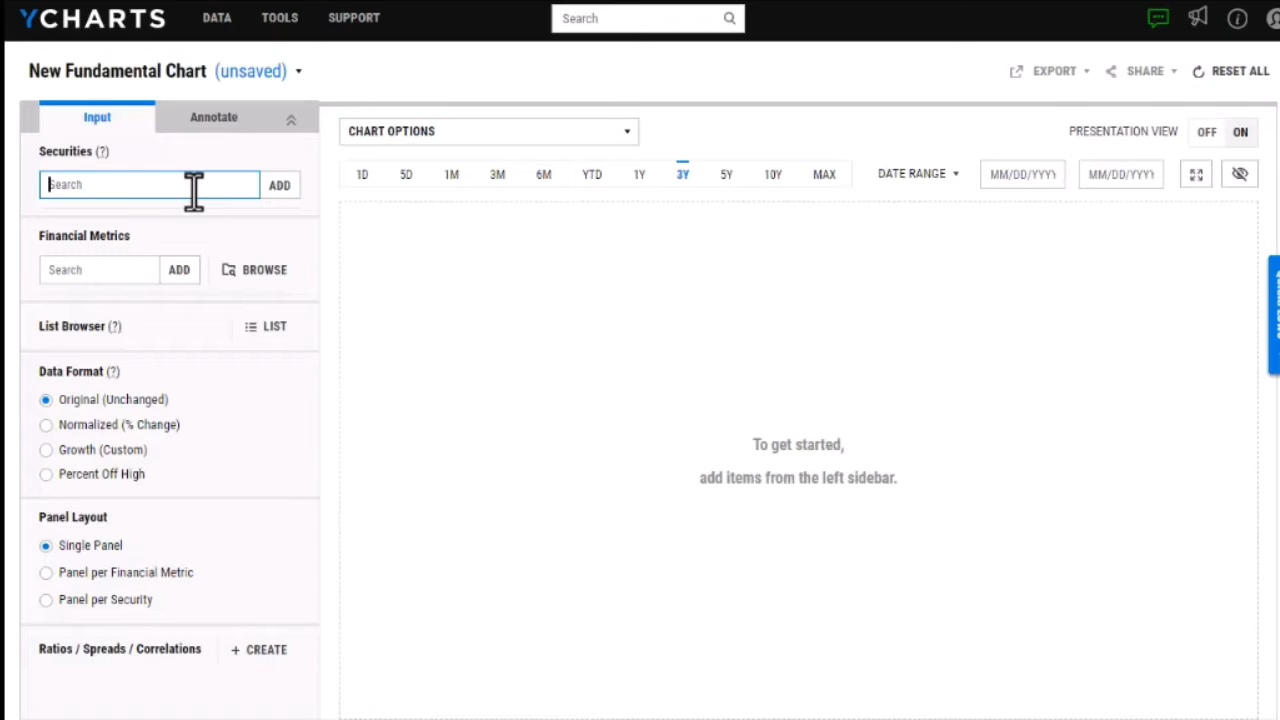 YCHARTS DATA TOOLS SUPPORT Search
New Fundamental Chart (unsaved) EXPORT SHARE RESET ALL
Input Annotate
CHART OPTIONS PRESENTATION VIEW OFF ON
Securities (?)
1D 5D 1M 3M 6M YTD 1Y 3Y 5Y 10Y MAX DATE RANGE MM/DD/YYYY MM/DD/YYYY
Search ADD
Financial Metrics
Search ADD BROWSE
List Browser (?) LIST
Data Format (?)
Original (Unchanged)
Normalized (% Change)
Growth (Custom)
Percent Off High
To get started,
add items from the left sidebar.
Panel Layout
Single Panel
Panel per Financial Metric
Panel per Security
Ratios / Spreads / Correlations + CREATE